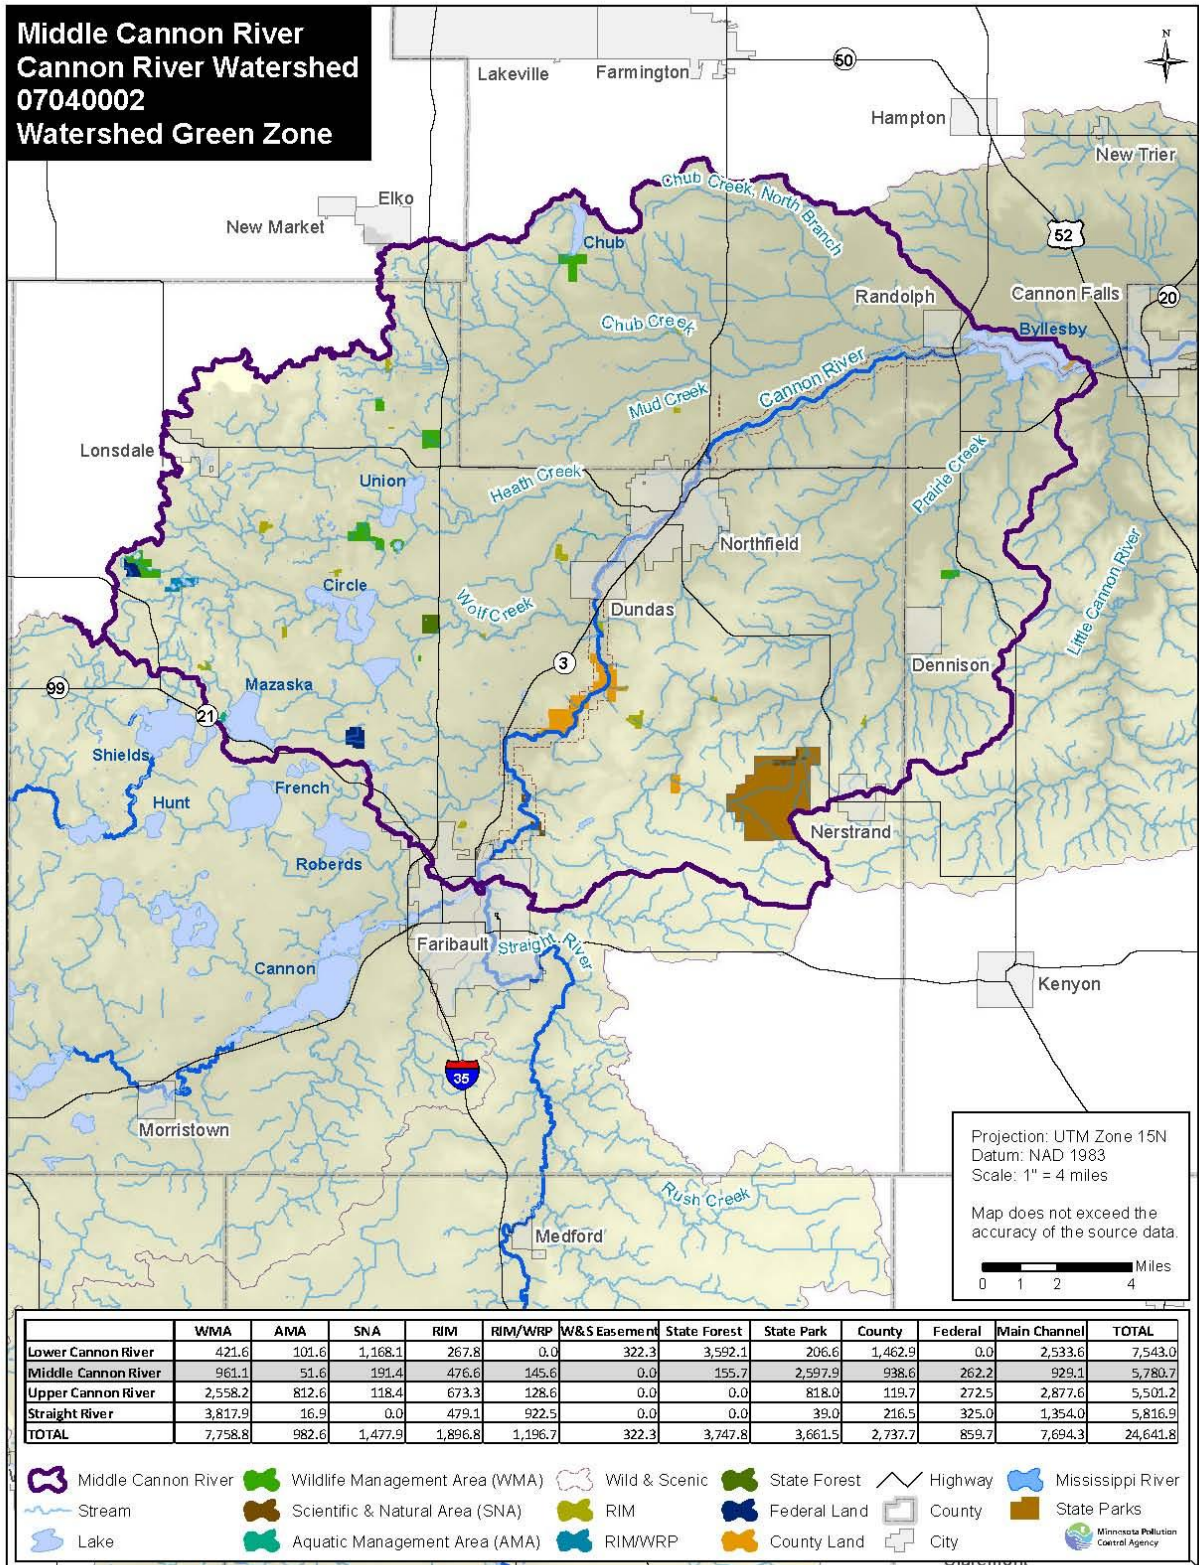 Middle Cannon River
Cannon River Watershed
07040002
Watershed Green Zone
N
Lakeville
Farmington
50
Hampton
New Trier
Chub Creek, North Branch
Elko
New Market
Chub
52
Randolph
Cannon Falls
20
Byllesby
Chub Creek
Cannon River
Mud Creek
Lonsdale
Union
Heath Creek
Prairie Creek
Northfield
Little Cannon River
Circle
Wolf Creek
Dundas
Dennison
3
99
Mazaska
21
Shields
French
Hunt
Nerstrand
Roberds
Faribault
Straight River
Cannon
Kenyon
35
Morristown
Rush Creek
Medford
Projection: UTM Zone 15N
Datum: NAD 1983
Scale: 1" = 4 miles
Map does not exceed the
accuracy of the source data.
Miles
0 1 2 4
WMA AMA SNA RIM RIM/WRP W&S Easement State Forest State Park County Federal Main Channel TOTAL
Lower Cannon River 421.6 101.6 1,168.1 267.8 0.0 322.3 3,592.1 206.6 1,462.9 0.0 2,533.6 7,543.0
Middle Cannon River 961.1 51.6 191.4 476.6 145.6 0.0 155.7 2,597.9 938.6 262.2 929.1 5,780.7
Upper Cannon River 2,558.2 812.6 118.4 673.3 128.6 0.0 0.0 818.0 119.7 272.5 2,877.6 5,501.2
Straight River 3,817.9 16.9 0.0 479.1 922.5 0.0 0.0 39.0 216.5 325.0 1,354.0 5,816.9
TOTAL 7,758.8 982.6 1,477.9 1,896.8 1,196.7 322.3 3,747.8 3,661.5 2,737.7 859.7 7,694.3 24,641.8
Middle Cannon River Wildlife Management Area (WMA) Wild & Scenic State Forest Highway Mississippi River
Stream Scientific & Natural Area (SNA) RIM Federal Land County State Parks
Lake Aquatic Management Area (AMA) RIM/WRP County Land City
Minnesota Pollution
Control Agency